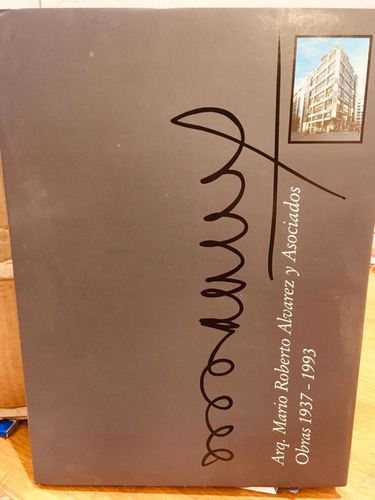 Arq. Mario Roberto Alvarez y Asociados
Obras 1937 - 1993